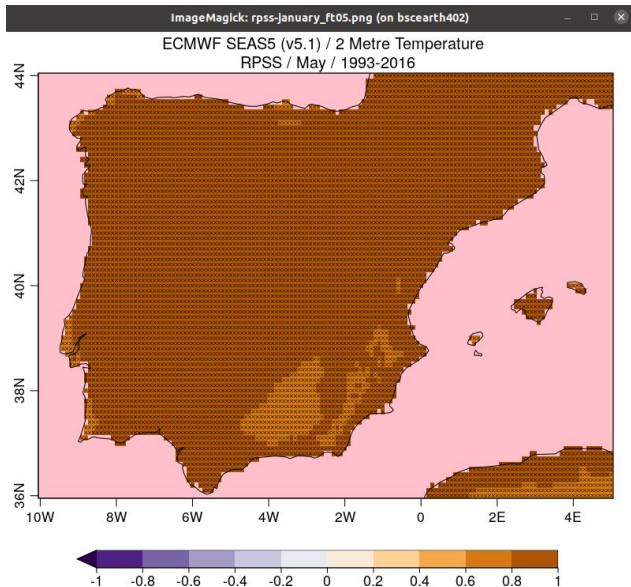 ImageMagick: rpss-january_ft05.png (on bscearth402)
ECMWF SEAS5 (v5.1) / 2 Metre Temperature
RPSS / May / 1993-2016
44N
42N
40N
38N
36N
10W 8W 6W 4W 2W 0 2E 4E
-1 -0.8 -0.6 -0.4 -0.2 0 0.2 0.4 0.6 0.8 1